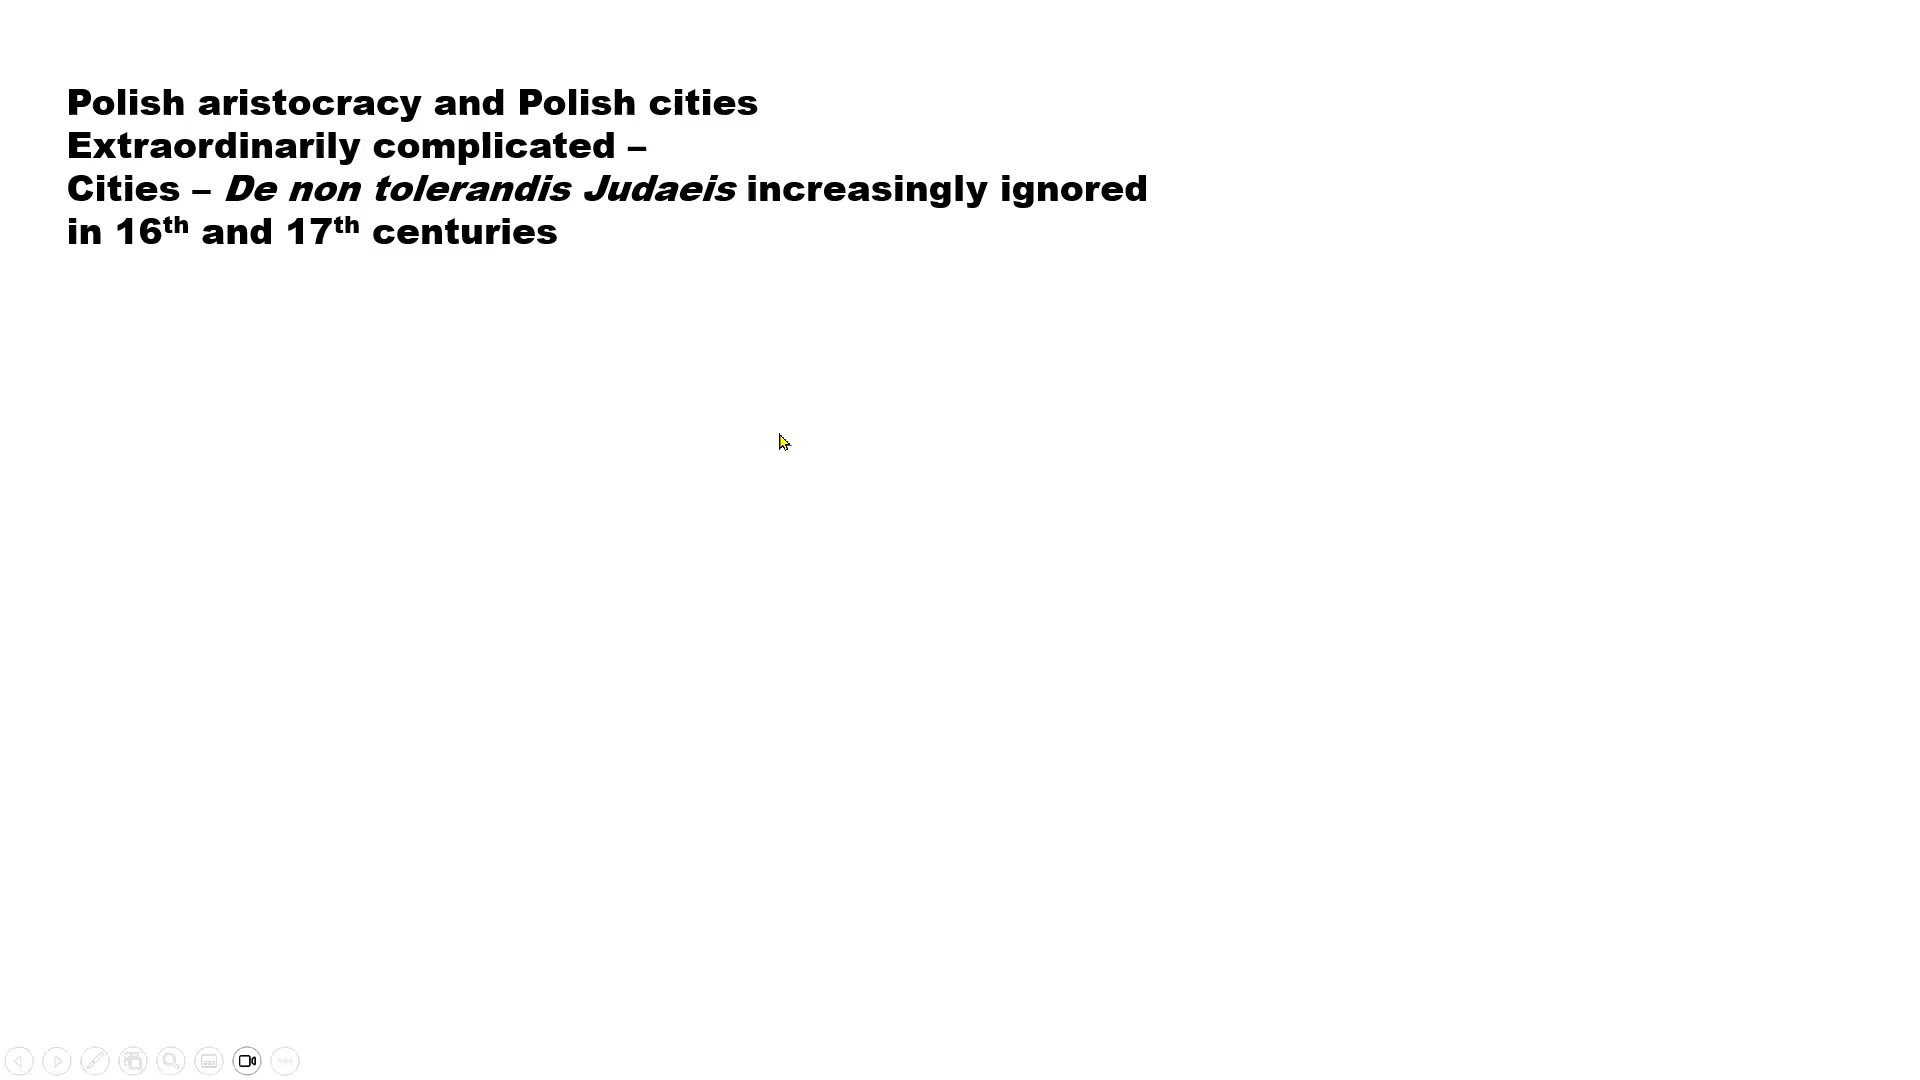 Polish aristocracy and Polish cities
Extraordinarily complicated –
Cities – De non tolerandis Judaeis increasingly ignored
in 16th and 17th centuries